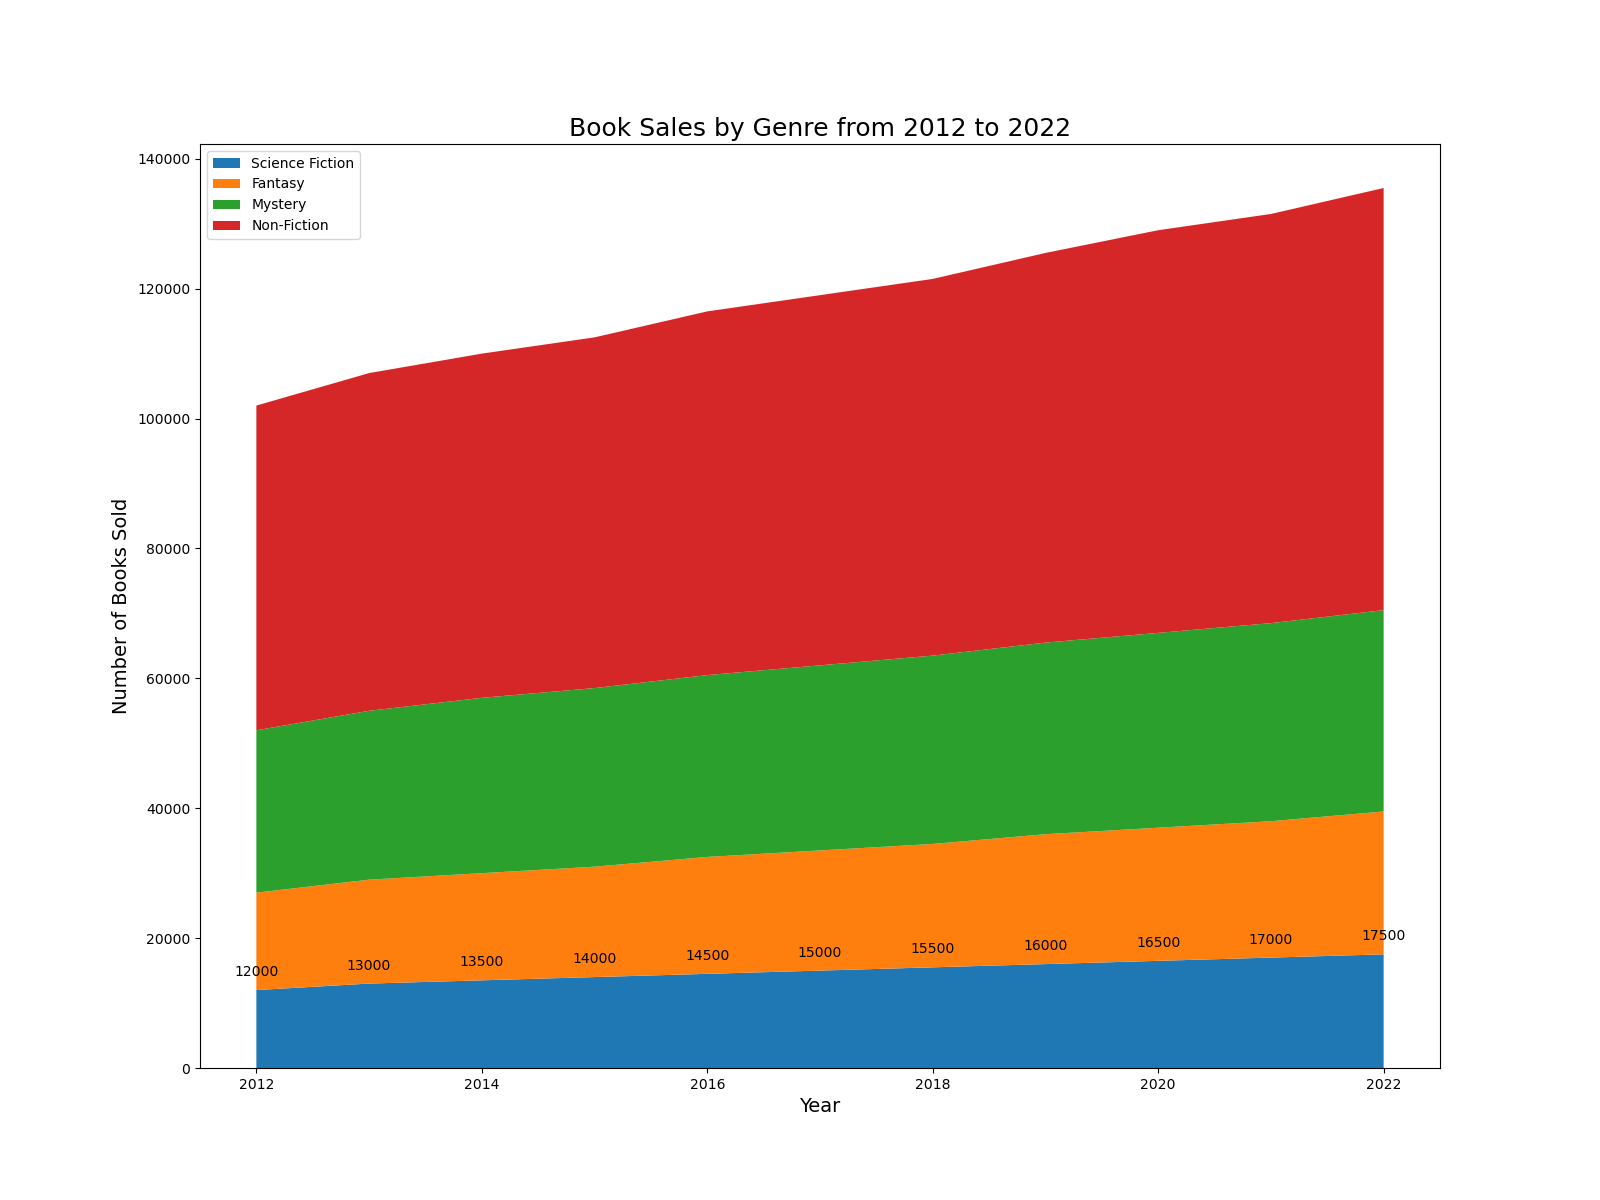 Book Sales by Genre from 2012 to 2022
Science Fiction
Fantasy
Mystery
Non-Fiction
Number of Books Sold
140000
120000
100000
80000
60000
40000
20000
0
12000 13000 13500 14000 14500 15000 15500 16000 16500 17000 17500
2012 2014 2016 2018 2020 2022
Year